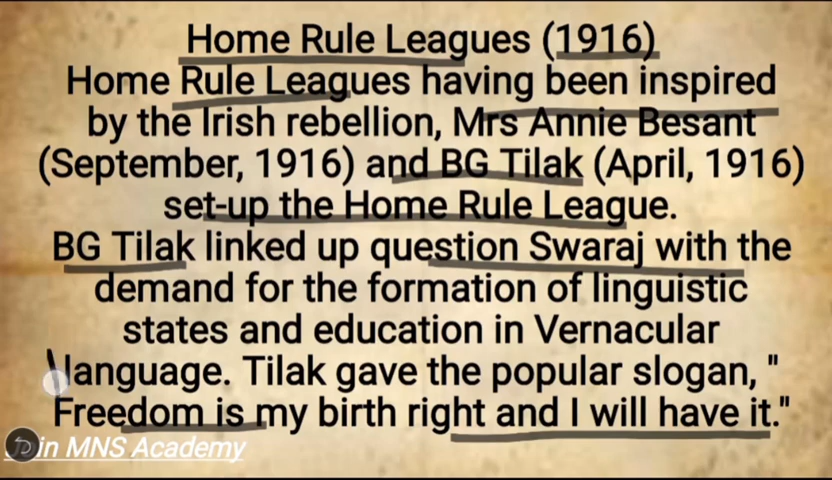 Home Rule Leagues (1916)
Home Rule Leagues having been inspired
by the Irish rebellion, Mrs Annie Besant
(September, 1916) and BG Tilak (April, 1916)
set-up the Home Rule League.
BG Tilak linked up question Swaraj with the
demand for the formation of linguistic
states and education in Vernacular
language. Tilak gave the popular slogan, "
Freedom is my birth right and I will have it."
Join MNS Academy